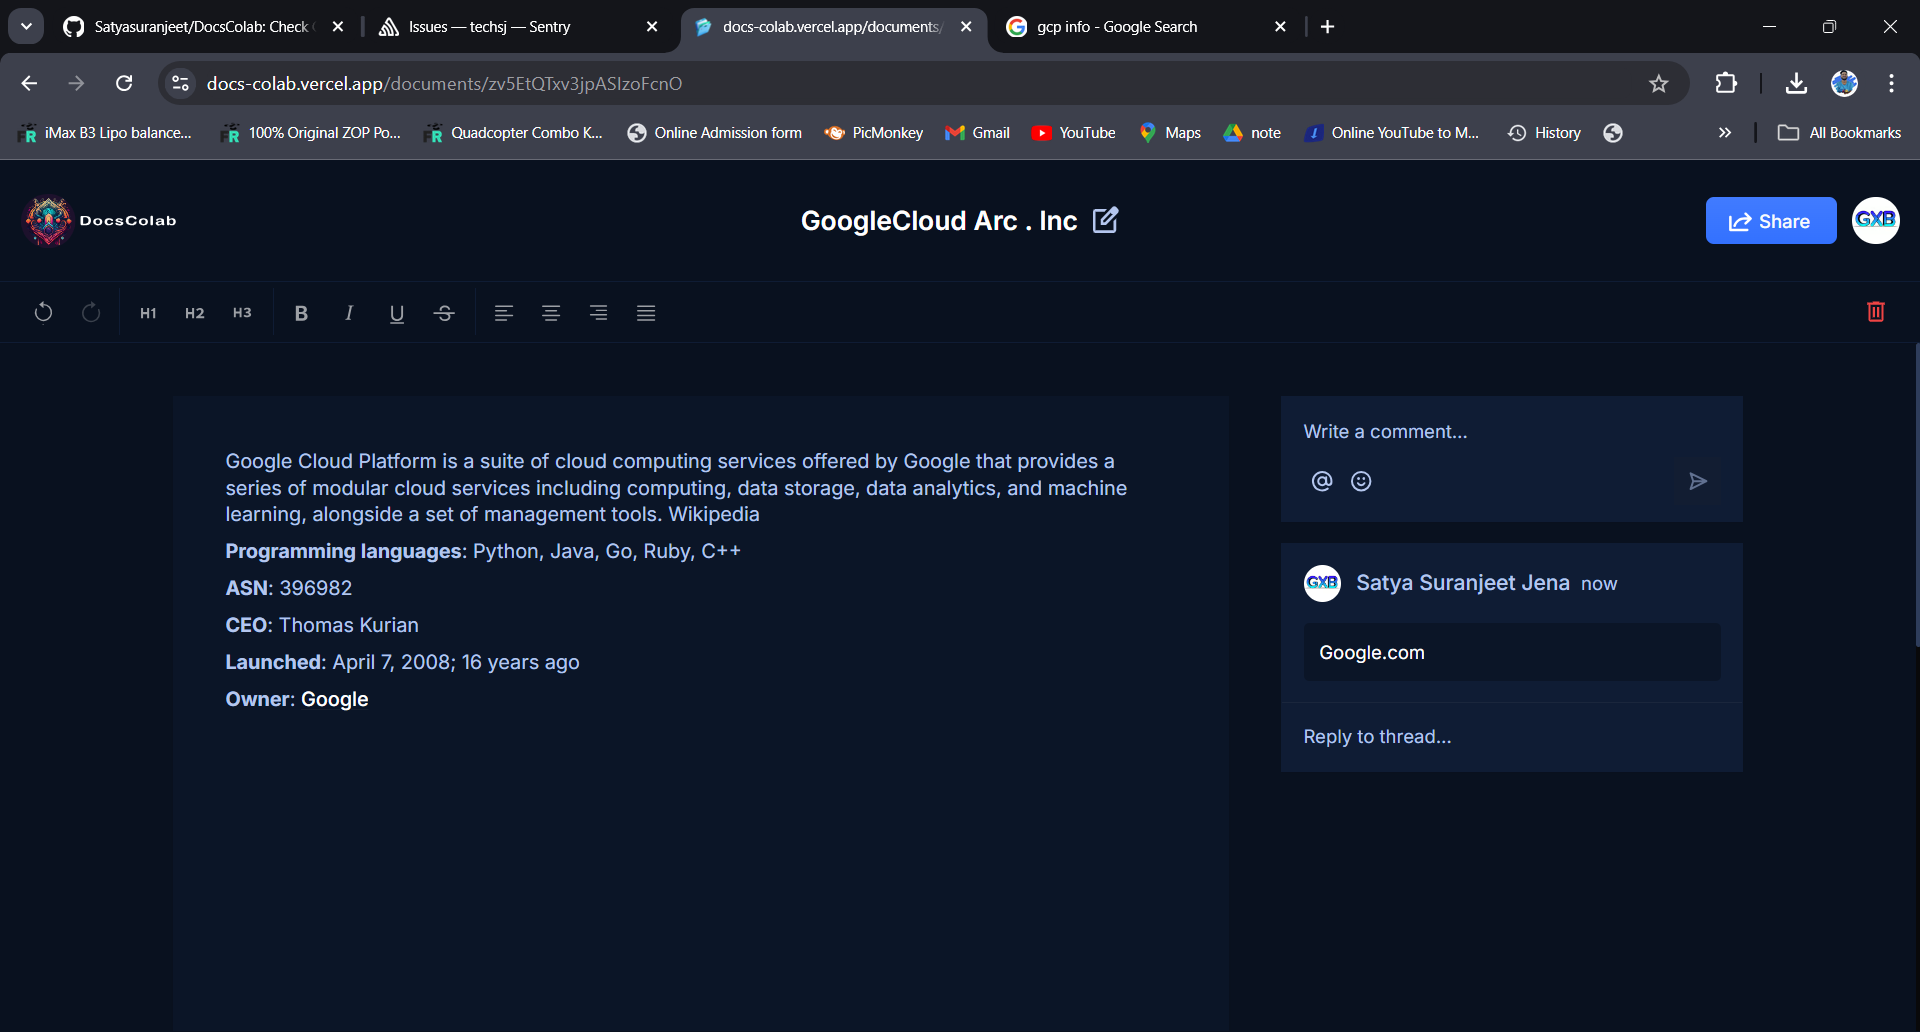 Satyasuranjeet/DocsColab: Check
Issues — techsj — Sentry
docs-colab.vercel.app/documents/
gcp info - Google Search
docs-colab.vercel.app/documents/zv5EtQTxv3jpASIzoFcnO
iMax B3 Lipo balance...
100% Original ZOP Po...
Quadcopter Combo K...
Online Admission form
PicMonkey
Gmail
YouTube
Maps
note
Online YouTube to M...
History
All Bookmarks
DocsColab
GoogleCloud Arc . Inc
Share
GXB
H1 H2 H3 B I U S
Google Cloud Platform is a suite of cloud computing services offered by Google that provides a
series of modular cloud services including computing, data storage, data analytics, and machine
learning, alongside a set of management tools. Wikipedia
Programming languages: Python, Java, Go, Ruby, C++
ASN: 396982
CEO: Thomas Kurian
Launched: April 7, 2008; 16 years ago
Owner: Google
Write a comment...
@
GXB
Satya Suranjeet Jena now
Google.com
Reply to thread...